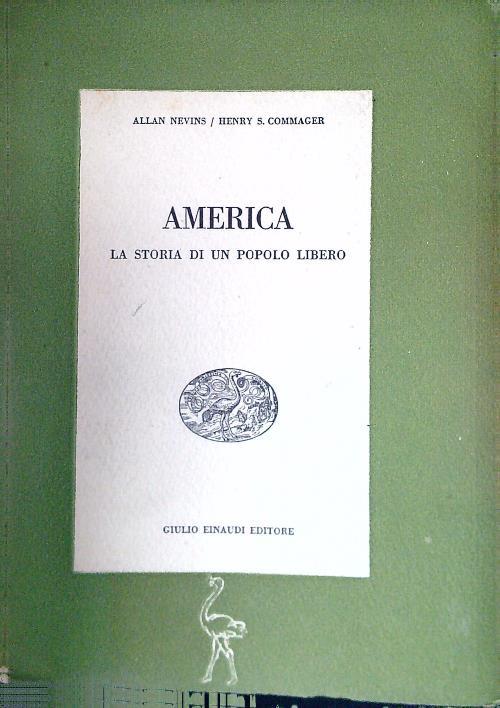 ALLAN NEVINS / HENRY S. COMMAGER
AMERICA
LA STORIA DI UN POPOLO LIBERO
GIULIO EINAUDI EDITORE